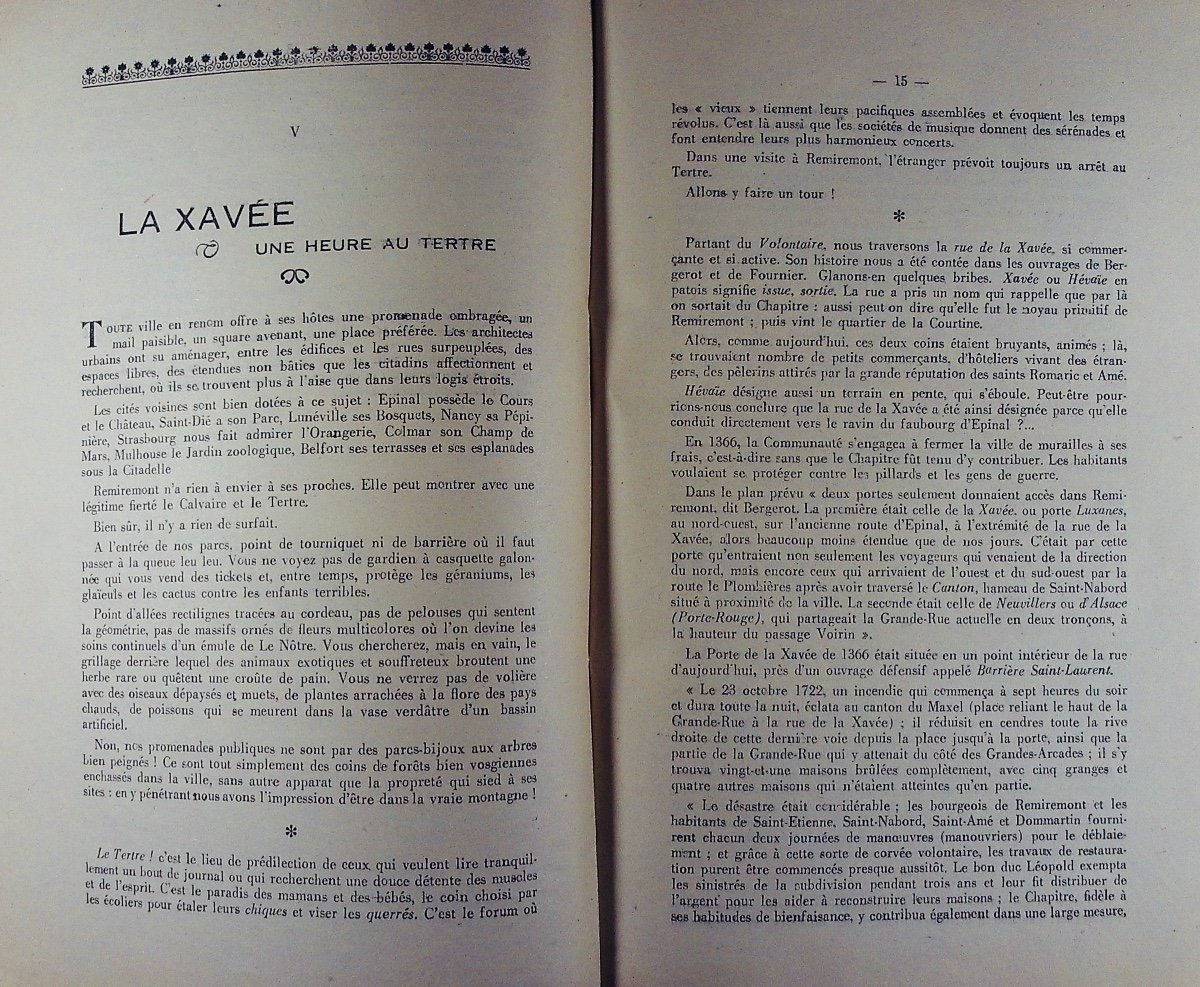 V
LA XAVÉE
UNE HEURE AU TERTRE
TOUTE ville en renom offre à ses hôtes une promenade ombragée, un
mail paisible, un square avenant, une place préférée. Les architectes
urbains ont su aménager, entre les édifices et les rues surpeuplées, des
espaces libres, des étendues non bâties que les citadins affectionnent et
recherchent, où ils se trouvent plus à l'aise que dans leurs logis étroits.
Les cités voisines sont bien dotées à ce sujet : Epinal possède le Cours
et le Château, Saint-Dié a son Parc, Lunéville ses Bosquets, Nancy sa Pépi-
nière, Strasbourg nous fait admirer l'Orangerie, Colmar son Champ de
Mars, Mulhouse le Jardin zoologique, Belfort ses terrasses et ses esplanades
sous la Citadelle
Remiremont n'a rien à envier à ses proches. Elle peut montrer avec une
légitime fierté le Calvaire et le Tertre.
Bien sûr, il n'y a rien de surfait.
A l'entrée de nos parcs, point de tourniquet ni de barrière où il faut
passer à la queue leu leu. Vous ne voyez pas de gardien à casquette galon-
née qui vous vend des tickets et, entre temps, protège les géraniums, les
glaïeuls et les cactus contre les enfants terribles.
Point d'allées rectilignes tracées au cordeau, pas de pelouses qui sentent
la géométrie, pas de massifs ornés de fleurs multicolores où l'on devine les
soins continuels d'un émule de Le Nôtre. Vous chercherez, mais en vain, le
grillage derrière lequel des animaux exotiques et souffreteux broutent une
herbe rare ou quêtent une croûte de pain. Vous ne verrez pas de volière
avec des oiseaux dépaysés et muets, de plantes arrachées à la flore des pays
chauds, de poissons qui se meurent dans la vase verdâtre d'un bassin
artificiel.
Non, nos promenades publiques ne sont par des parcs-bijoux aux arbres
bien peignés ! Ce sont tout simplement des coins de forêts bien vosgiennes
enchassés dans la ville, sans autre apparat que la propreté qui sied à ses
sites : en y pénétrant nous avons l'impression d'être dans la vraie montagne !
*
Le Tertre ! c'est le lieu de prédilection de ceux qui veulent lire tranquil-
lement un bout de journal ou qui recherchent une douce détente des muscles
et de l'esprit. C'est le paradis des mamans et des bébés, le coin choisi par
les écoliers pour étaler leurs chiques et viser les querrés. C'est le forum où
— 15 —
les « vieux » tiennent leurs pacifiques assemblées et évoquent les temps
révolus. C'est là aussi que les sociétés de musique donnent des sérénades et
font entendre leurs plus harmonieux concerts.
Dans une visite à Remiremont, l'étranger prévoit toujours un arrêt au
Tertre.
Allons y faire un tour !
*
Partant du Volontaire, nous traversons la rue de la Xavée, si commer-
çante et si active. Son histoire nous a été contée dans les ouvrages de Ber-
gerot et de Fournier. Glanons-en quelques bribes. Xavée ou Hévaïe en
patois signifie issue, sortie. La rue a pris un nom qui rappelle que par là
on sortait du Chapitre : aussi peut-on dire qu'elle fut le noyau primitif de
Remiremont ; puis vint le quartier de la Courtine.
Alors, comme aujourd'hui, ces deux coins étaient bruyants, animés ; là,
se trouvaient nombre de petits commerçants, d'hôteliers vivant des étran-
gers, des pèlerins attirés par la grande réputation des saints Romaric et Amé.
Hévaïe désigne aussi un terrain en pente, qui s'éboule. Peut-être pour-
rions-nous conclure que la rue de la Xavée a été ainsi désignée parce qu'elle
conduit directement vers le ravin du faubourg d'Epinal ?...
En 1366, la Communauté s'engagea à fermer la ville de murailles à ses
frais, c'est-à-dire sans que le Chapitre fût tenu d'y contribuer. Les habitants
voulaient se protéger contre les pillards et les gens de guerre.
Dans le plan prévu « deux portes seulement donnaient accès dans Remi-
remont, dit Bergerot. La première était celle de la Xavée, ou porte Luxanes,
au nord-ouest, sur l'ancienne route d'Epinal, à l'extrémité de la rue de la
Xavée, alors beaucoup moins étendue que de nos jours. C'était par cette
porte qu'entraient non seulement les voyageurs qui venaient de la direction
du nord, mais encore ceux qui arrivaient de l'ouest et du sud-ouest par la
route le Plombières après avoir traversé le Canton, hameau de Saint-Nabord
situé à proximité de la ville. La seconde était celle de Neuvillers ou d'Alsace
(Porte-Rouge), qui partageait la Grande-Rue actuelle en deux tronçons, à
la hauteur du passage Voirin ».
La Porte de la Xavée de 1366 était située en un point intérieur de la rue
d'aujourd'hui, près d'un ouvrage défensif appelé Barrière Saint-Laurent.
« Le 23 octobre 1722, un incendie qui commença à sept heures du soir
et dura toute la nuit, éclata au canton du Maxel (place reliant le haut de la
Grande-Rue à la rue de la Xavée) ; il réduisit en cendres toute la rive
droite de cette dernière voie depuis la place jusqu'à la porte, ainsi que la
partie de la Grande-Rue qui y attenait du côté des Grandes-Arcades ; il s'y
trouva vingt-et-une maisons brûlées complètement, avec cinq granges et
quatre autres maisons qui n'étaient atteintes qu'en partie.
« Le désastre était considérable ; les bourgeois de Remiremont et les
habitants de Saint-Etienne, Saint-Nabord, Saint-Amé et Dommartin fourni-
rent chacun deux journées de manœuvres (manouvriers) pour le déblaie-
ment ; et grâce à cette sorte de corvée volontaire, les travaux de restaura-
tion purent être commencés presque aussitôt. Le bon duc Léopold exempta
les sinistrés de la subdivision pendant trois ans et leur fit distribuer de
l'argent pour les aider à reconstruire leurs maisons ; le Chapitre, fidèle à
ses habitudes de bienfaisance, y contribua également dans une large mesure,